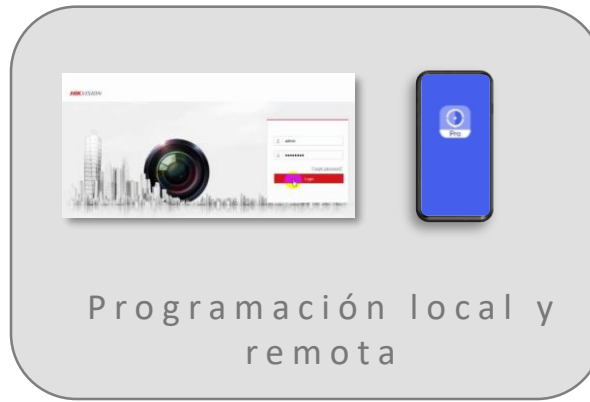 HIKVISION
admin
Login
Pro
Programación local y
remota